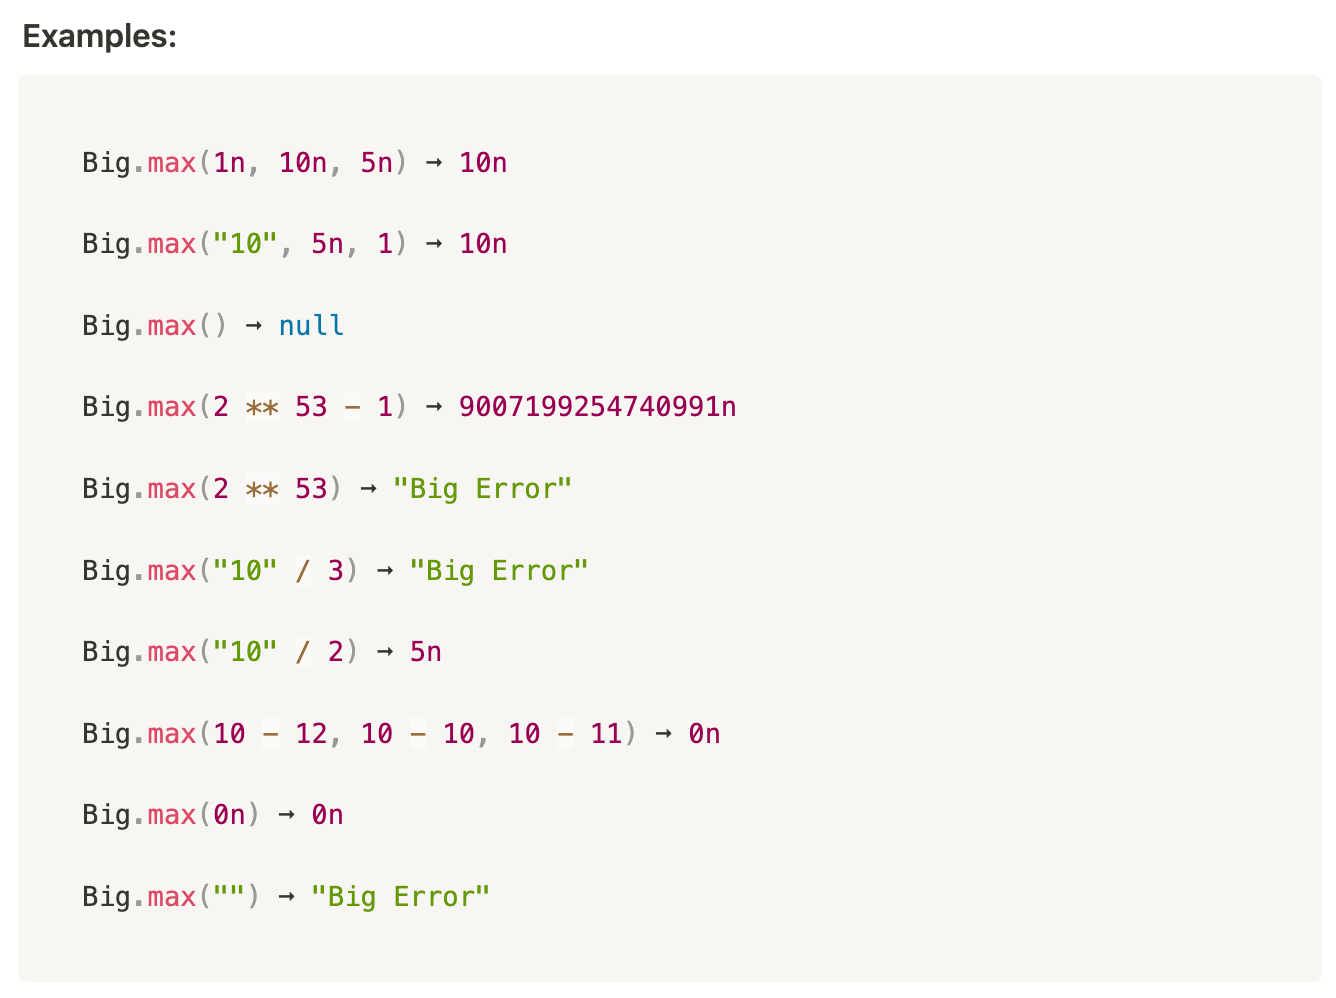 Examples:
Big.max(1n, 10n, 5n) → 10n
Big.max("10", 5n, 1) → 10n
Big.max() → null
Big.max(2 ** 53 − 1) → 9007199254740991n
Big.max(2 ** 53) → "Big Error"
Big.max("10" / 3) → "Big Error"
Big.max("10" / 2) → 5n
Big.max(10 − 12, 10 − 10, 10 − 11) → 0n
Big.max(0n) → 0n
Big.max("") → "Big Error"